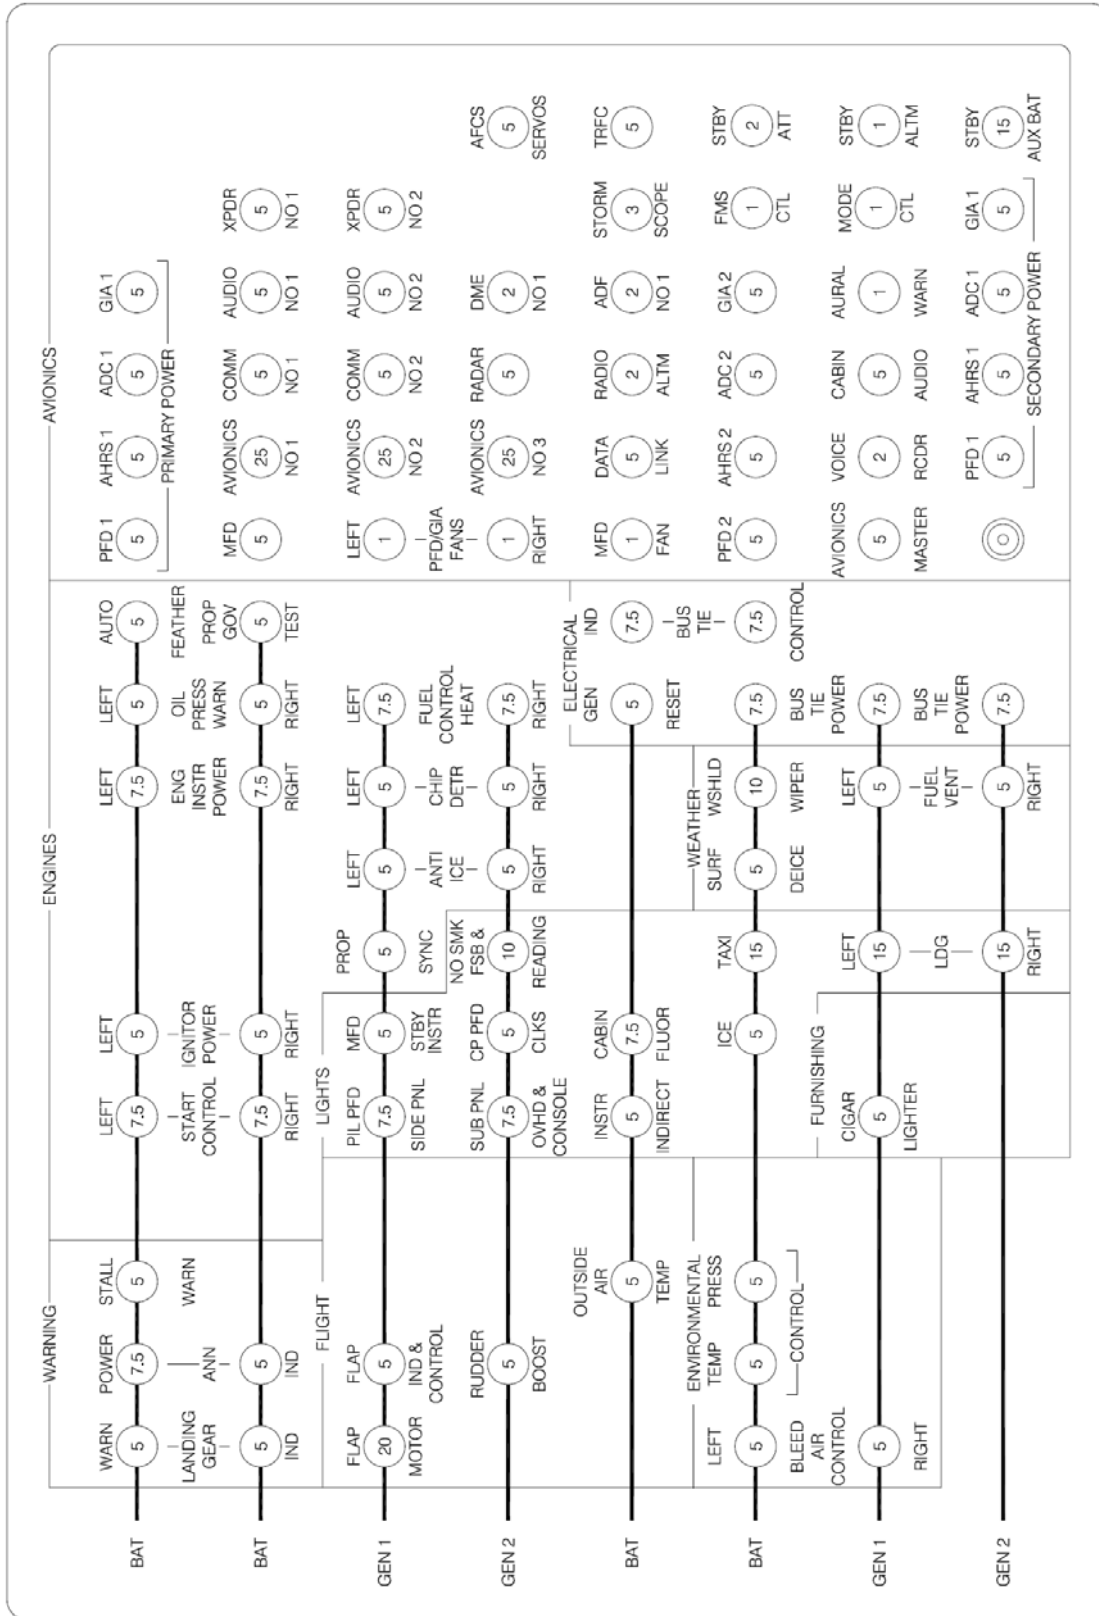 WARNING ENGINES AVIONICS
WARN POWER STALL LEFT LEFT LEFT LEFT AUTO PFD 1 AHRS 1 ADC 1 GIA 1
BAT 5 7.5 5 7.5 5 7.5 5 5 5 5 5 5
PRIMARY POWER
LANDING ANN WARN START IGNITOR ENG OIL FEATHER
GEAR CONTROL POWER INSTR PRESS PROP
POWER WARN GOV MFD AVIONICS COMM AUDIO XPDR
BAT 5 5 7.5 5 7.5 5 5 5 25 5 5 5
IND IND RIGHT RIGHT RIGHT RIGHT TEST NO 1 NO 1 NO 1 NO 1
FLIGHT LIGHTS
FLAP FLAP PIL PFD MFD PROP LEFT LEFT LEFT LEFT AVIONICS COMM AUDIO XPDR
GEN 1 20 5 7.5 5 5 5 5 7.5 1 25 5 5 5
MOTOR IND & SIDE PNL STBY SYNC ANTI CHIP FUEL PFD/GIA NO 2 NO 2 NO 2 NO 2
CONTROL INSTR ICE DETR CONTROL FANS
NO SMK HEAT
RUDDER SUB PNL CP PFD FSB & AVIONICS RADAR DME AFCS
GEN 2 5 7.5 5 10 5 5 7.5 1 25 5 2 5
BOOST OVHD & CLKS READING RIGHT RIGHT RIGHT RIGHT NO 3 NO 1 SERVOS
CONSOLE
ELECTRICAL
OUTSIDE GEN IND
AIR INSTR CABIN MFD DATA RADIO ADF STORM TRFC
BAT 5 5 7.5 5 7.5 1 5 2 2 3 5
TEMP INDIRECT FLUOR RESET BUS FAN LINK ALTM NO 1 SCOPE
TIE
ENVIRONMENTAL WEATHER
LEFT TEMP PRESS ICE TAXI SURF WSHLD PFD 2 AHRS 2 ADC 2 GIA 2 FMS STBY
BAT 5 5 5 5 15 5 10 7.5 7.5 5 5 5 5 1 2
CONTROL
BLEED DEICE WIPER BUS CONTROL CTL ATT
AIR TIE
CONTROL POWER
FURNISHING
CIGAR LEFT LEFT AVIONICS VOICE CABIN AURAL MODE STBY
GEN 1 5 5 15 5 7.5 5 2 5 1 1 1
RIGHT LIGHTER LDG FUEL BUS MASTER RCDR AUDIO WARN CTL ALTM
VENT TIE
POWER PFD 1 AHRS 1 ADC 1 GIA 1 STBY
GEN 2 15 5 7.5 5 5 5 5 15
RIGHT RIGHT AUX BAT
SECONDARY POWER